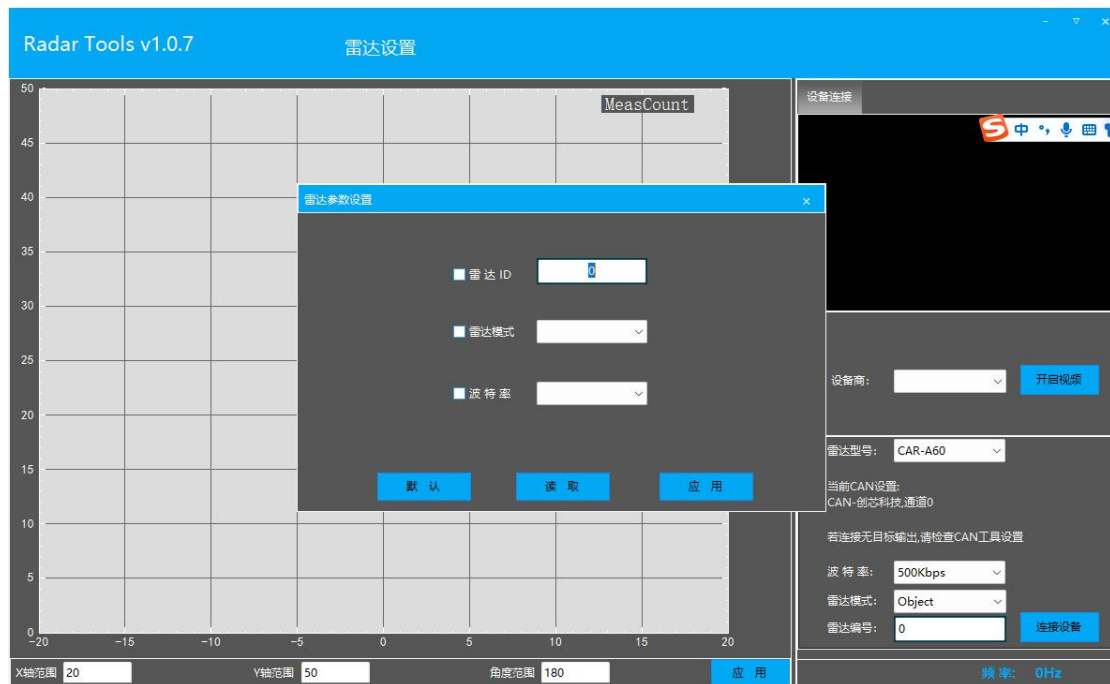 Radar Tools v1.0.7
雷达设置
50
MeasCount
45
40
35
30
25
20
15
10
5
0
-20
-15
-10
-5
0
5
10
15
20
X轴范围 20
Y轴范围 50
角度范围 180
应 用
雷达参数设置
雷 达 ID 0
雷达模式
波 特 率
默 认
读 取
应 用
设备连接
中
设备商:
开启视频
雷达型号: CAR-A60
当前CAN设置:
CAN-创芯科技,通道0
若连接无目标输出,请检查CAN工具设置
波 特 率: 500Kbps
雷达模式: Object
雷达编号: 0
连接设备
频 率: 0Hz